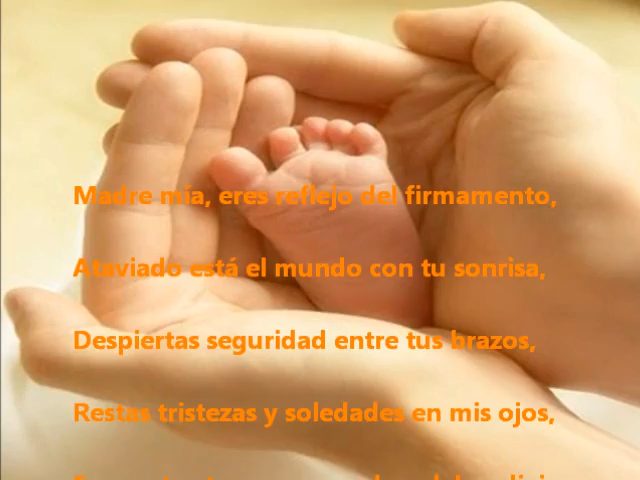 Madre mía, eres reflejo del firmamento,
Ataviado está el mundo con tu sonrisa,
Despiertas seguridad entre tus brazos,
Restas tristezas y soledades en mis ojos,